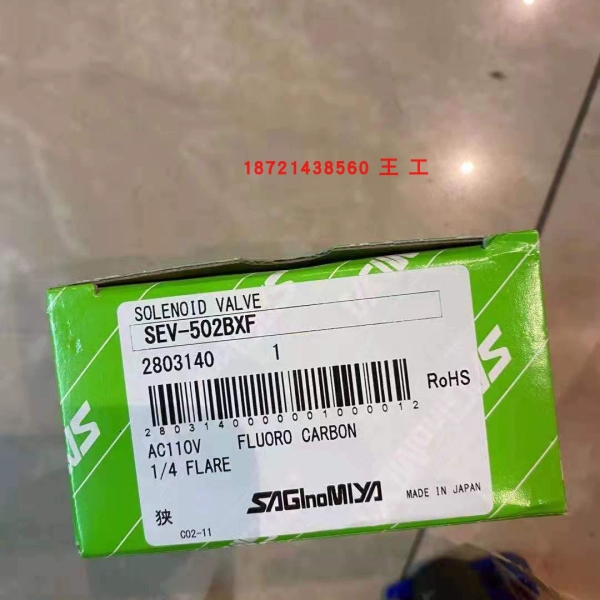 18721438560 王 工
SOLENOID VALVE
SEV-502BXF
2803140 1
RoHS
2803140000001000012
AC110V FLUORO CARBON
1/4 FLARE
SAGInoMIYA MADE IN JAPAN
狭
C02-11